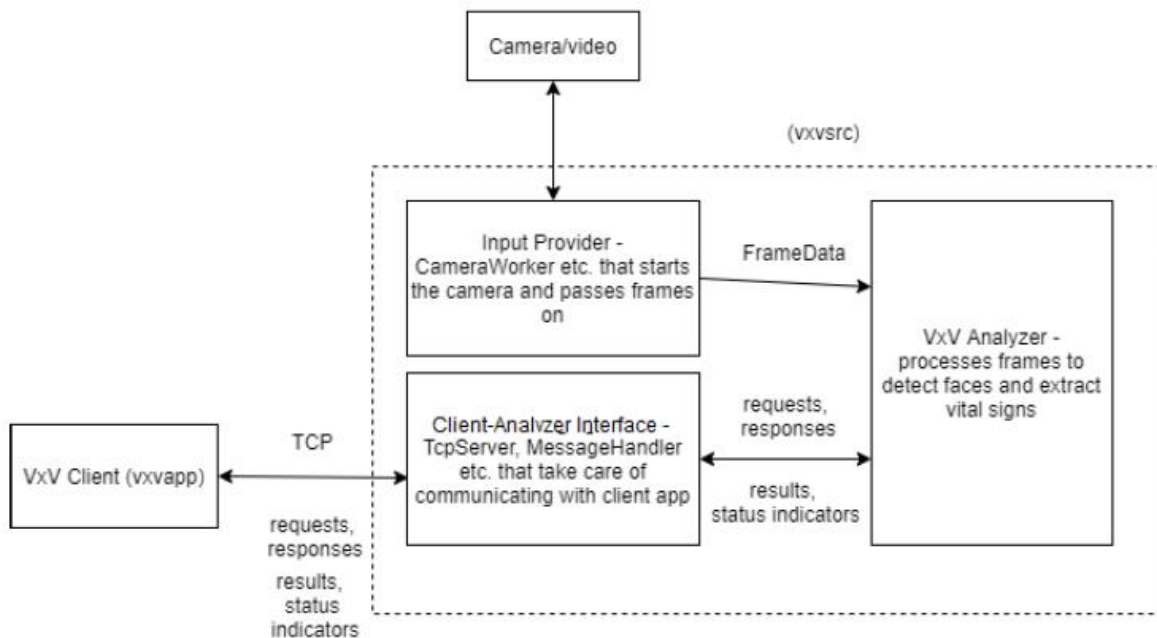 Camera/video
(vxvsrc)
Input Provider -
CameraWorker etc. that starts
the camera and passes frames
on
FrameData
VxV Analyzer -
processes frames to
detect faces and extract
vital signs
Client-Analyzer Interface -
TcpServer, MessageHandler
etc. that take care of
communicating with client app
requests,
responses
results,
status indicators
TCP
VxV Client (vxvapp)
requests,
responses
results,
status
indicators